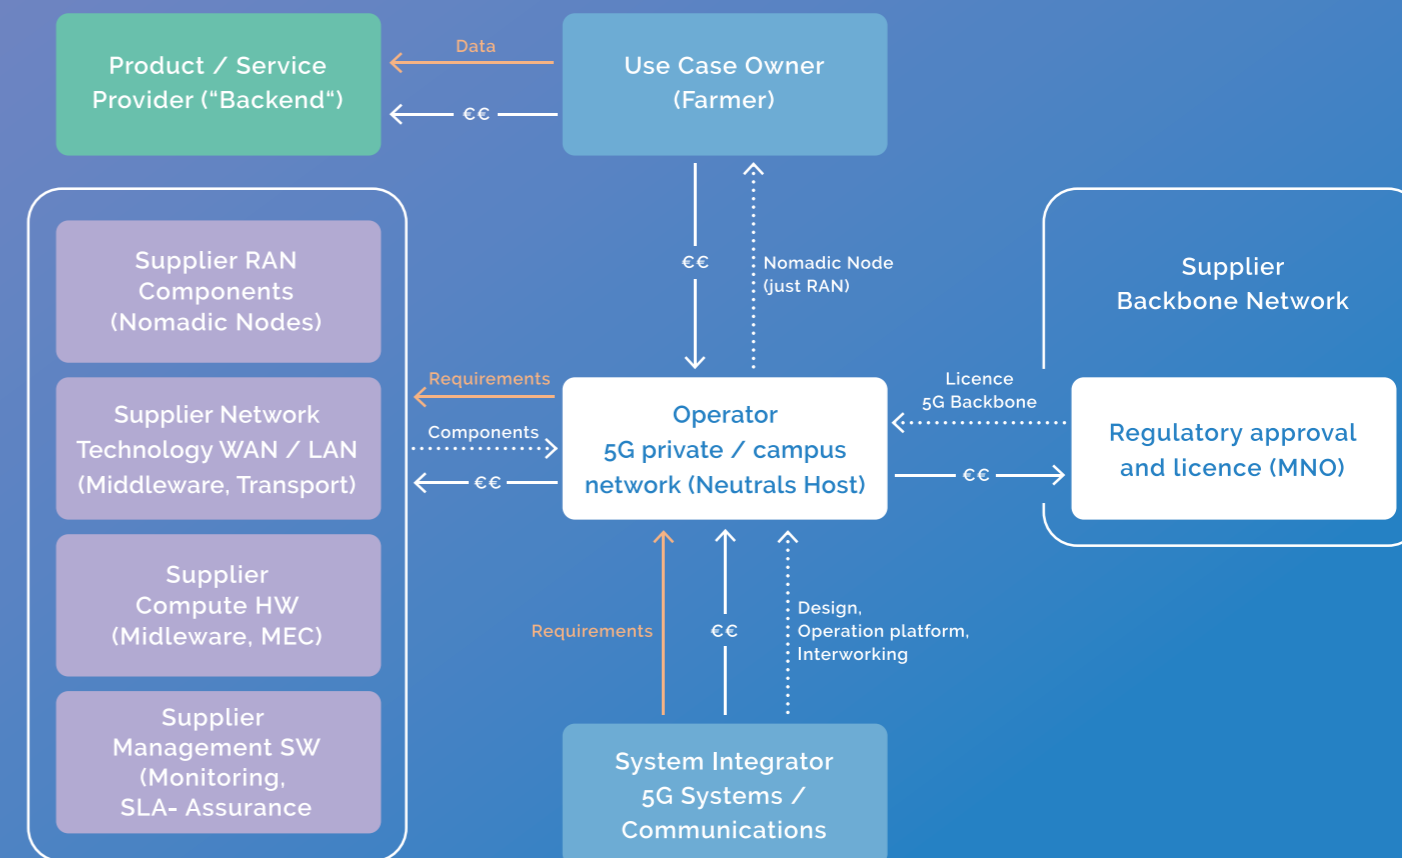 Product / Service
Provider (“Backend“)
Data
€€
Use Case Owner
(Farmer)
€€
Nomadic Node
(just RAN)
Supplier RAN
Components
(Nomadic Nodes)
Supplier Network
Technology WAN / LAN
(Middleware, Transport)
Supplier
Compute HW
(Midleware, MEC)
Supplier
Management SW
(Monitoring,
SLA- Assurance
Requirements
Components
€€
Operator
5G private / campus
network (Neutrals Host)
Licence
5G Backbone
€€
Supplier
Backbone Network
Regulatory approval
and licence (MNO)
Requirements
€€
Design,
Operation platform,
Interworking
System Integrator
5G Systems /
Communications